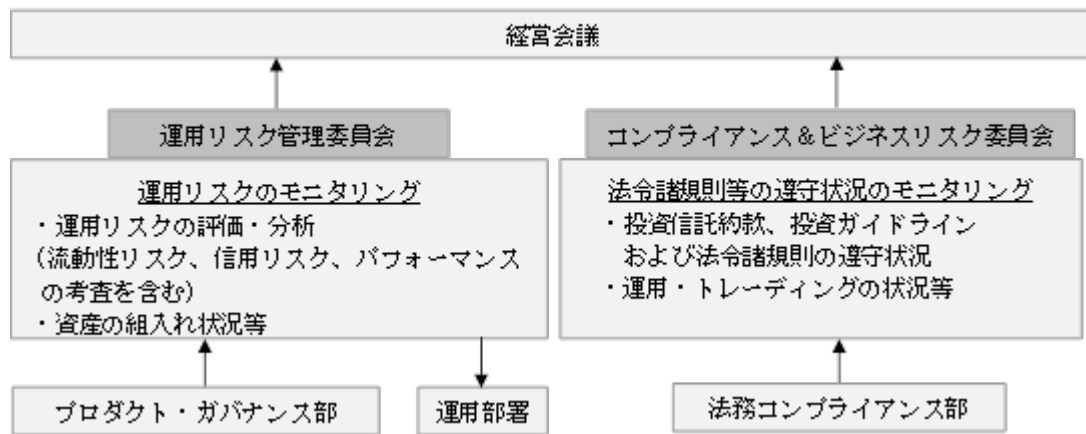 経営会議
運用リスク管理委員会
運用リスクのモニタリング
・運用リスクの評価・分析
(流動性リスク、信用リスク、パフォーマンス
の考査を含む)
・資産の組入れ状況等
プロダクト・ガバナンス部
運用部署
コンプライアンス&ビジネスリスク委員会
法令諸規則等の遵守状況のモニタリング
・投資信託約款、投資ガイドライン
および法令諸規則の遵守状況
・運用・トレーディングの状況等
法務コンプライアンス部